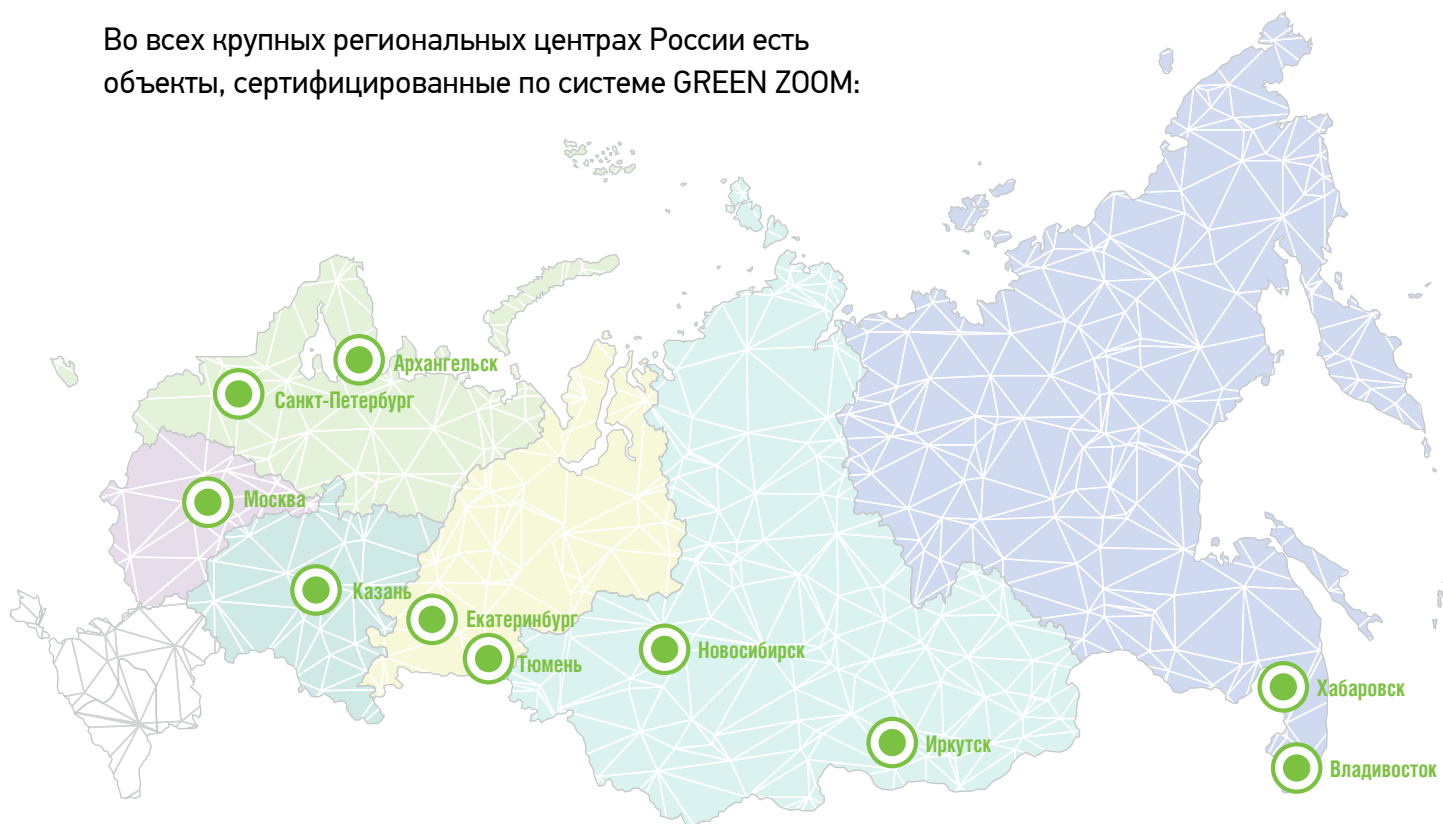 Во всех крупных региональных центрах России есть
объекты, сертифицированные по системе GREEN ZOOM:
Архангельск
Санкт-Петербург
Москва
Казань
Екатеринбург
Тюмень
Новосибирск
Иркутск
Хабаровск
Владивосток